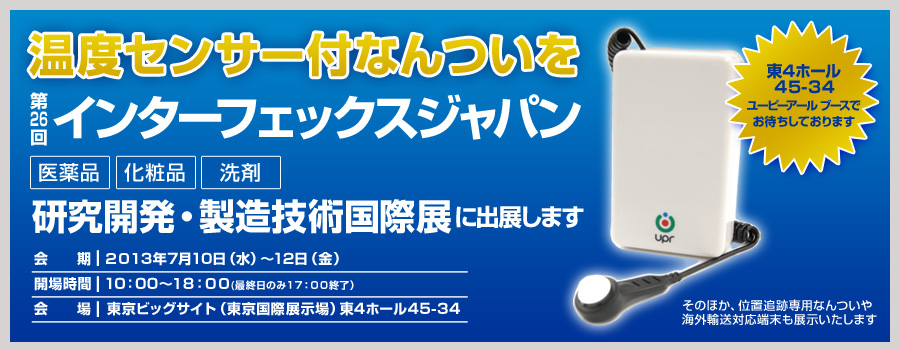 温度センサー付なんついを
第26回 インターフェックスジャパン
医薬品 化粧品 洗剤
研究開発・製造技術国際展に出展します
会 期 2013年7月10日（水）～12日（金）
開場時間 10：00～18：00（最終日のみ17：00終了）
会 場 東京ビッグサイト（東京国際展示場）東4ホール45-34
東4ホール
45-34
ユーピーアール ブースで
お待ちしております
upr
そのほか、位置追跡専用なんついや
海外輸送対応端末も展示いたします